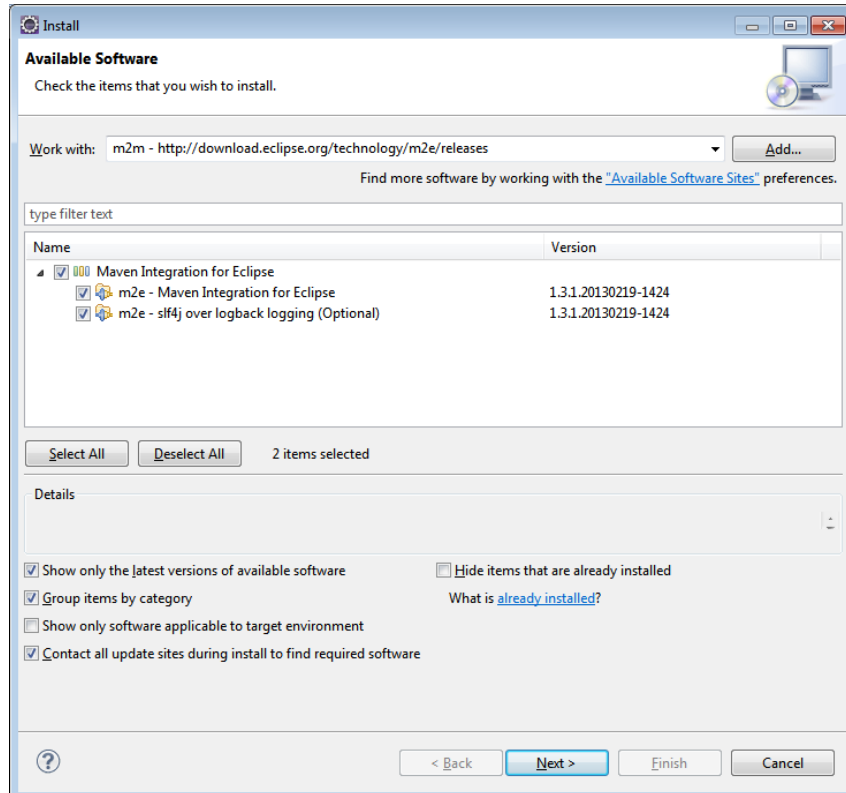 Install
Available Software
Check the items that you wish to install.
Work with: m2m - http://download.eclipse.org/technology/m2e/releases Add...
Find more software by working with the "Available Software Sites" preferences.
type filter text
Name Version
Maven Integration for Eclipse
m2e - Maven Integration for Eclipse 1.3.1.20130219-1424
m2e - slf4j over logback logging (Optional) 1.3.1.20130219-1424
Select All Deselect All 2 items selected
Details
Show only the latest versions of available software Hide items that are already installed
Group items by category What is already installed?
Show only software applicable to target environment
Contact all update sites during install to find required software
? < Back Next > Finish Cancel